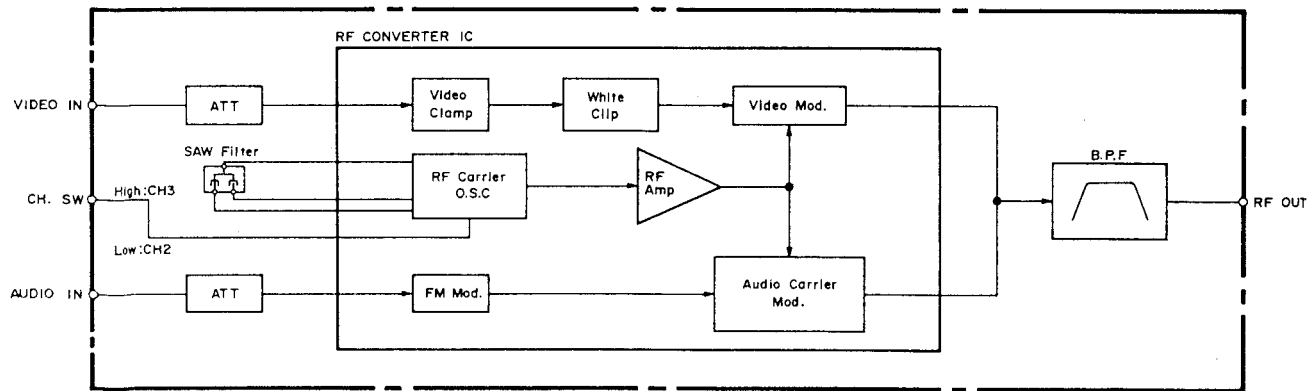 RF CONVERTER IC
VIDEO IN
ATT
Video
Clamp
White
Clip
Video Mod.
SAW Filter
B.P.F
CH. SW
High:CH3
Low:CH2
RF Carrier
O.S.C
RF
Amp
RF OUT
AUDIO IN
ATT
FM Mod.
Audio Carrier
Mod.